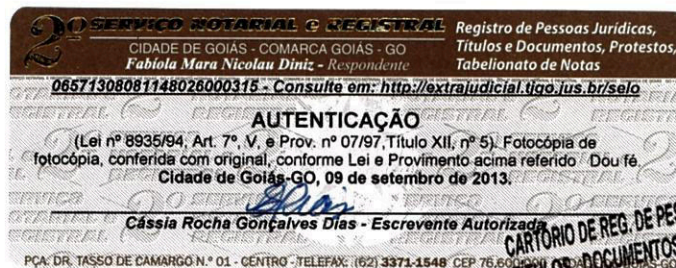 2º SERVIÇO NOTARIAL e REGISTRAL
CIDADE DE GOIÁS - COMARCA GOIÁS - GO
Fabíola Mara Nicolau Diniz - Respondente
Registro de Pessoas Jurídicas,
Títulos e Documentos, Protestos,
Tabelionato de Notas
06571308081148026000315 - Consulte em: http://extrajudicial.tjgo.jus.br/selo
AUTENTICAÇÃO
(Lei nº 8935/94, Art. 7º, V, e Prov. nº 07/97,Título XII, nº 5). Fotocópia de
fotocópia, conferida com original, conforme Lei e Provimento acima referido Dou fé.
Cidade de Goiás-GO, 09 de setembro de 2013.
Cássia Rocha Gonçalves Dias - Escrevente Autorizada
CARTÓRIO DE REG. DE PES
DOCUMENTOS
PÇA. DR. TASSO DE CAMARGO N.º 01 - CENTRO - TELEFAX: (62) 3371-1548 CEP 76.600